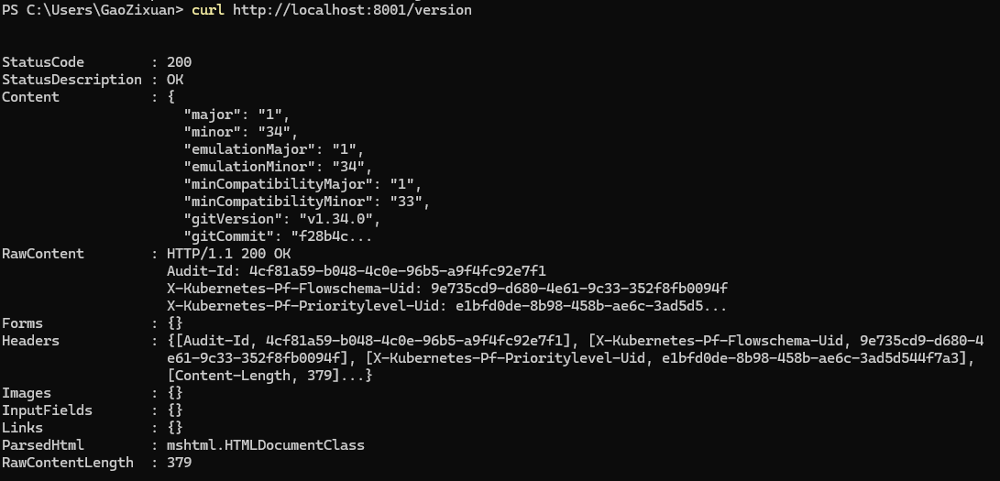 PS C:\Users\GaoZixuan> curl http://localhost:8001/version
StatusCode        : 200
StatusDescription : OK
Content           : {
                      "major": "1",
                      "minor": "34",
                      "emulationMajor": "1",
                      "emulationMinor": "34",
                      "minCompatibilityMajor": "1",
                      "minCompatibilityMinor": "33",
                      "gitVersion": "v1.34.0",
                      "gitCommit": "f28b4c...
RawContent        : HTTP/1.1 200 OK
                    Audit-Id: 4cf81a59-b048-4c0e-96b5-a9f4fc92e7f1
                    X-Kubernetes-Pf-Flowschema-Uid: 9e735cd9-d680-4e61-9c33-352f8fb0094f
                    X-Kubernetes-Pf-Prioritylevel-Uid: e1bfd0de-8b98-458b-ae6c-3ad5d5...
Forms             : {}
Headers           : {[Audit-Id, 4cf81a59-b048-4c0e-96b5-a9f4fc92e7f1], [X-Kubernetes-Pf-Flowschema-Uid, 9e735cd9-d680-4
                    e61-9c33-352f8fb0094f], [X-Kubernetes-Pf-Prioritylevel-Uid, e1bfd0de-8b98-458b-ae6c-3ad5d544f7a3],
                    [Content-Length, 379]...}
Images            : {}
InputFields       : {}
Links             : {}
ParsedHtml        : mshtml.HTMLDocumentClass
RawContentLength  : 379